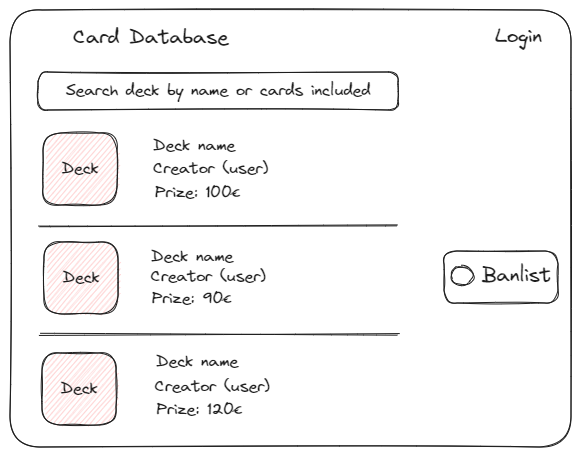 Card Database
Login
Search deck by name or cards included
Deck
Deck name
Creator (user)
Prize: 100€
Deck
Deck name
Creator (user)
Prize: 90€
Banlist
Deck
Deck name
Creator (user)
Prize: 120€